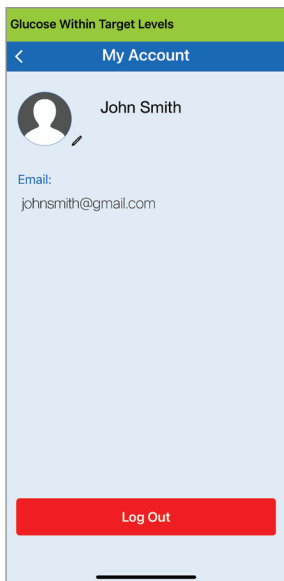 Glucose Within Target Levels
My Account
John Smith
Email:
johnsmith@gmail.com
Log Out